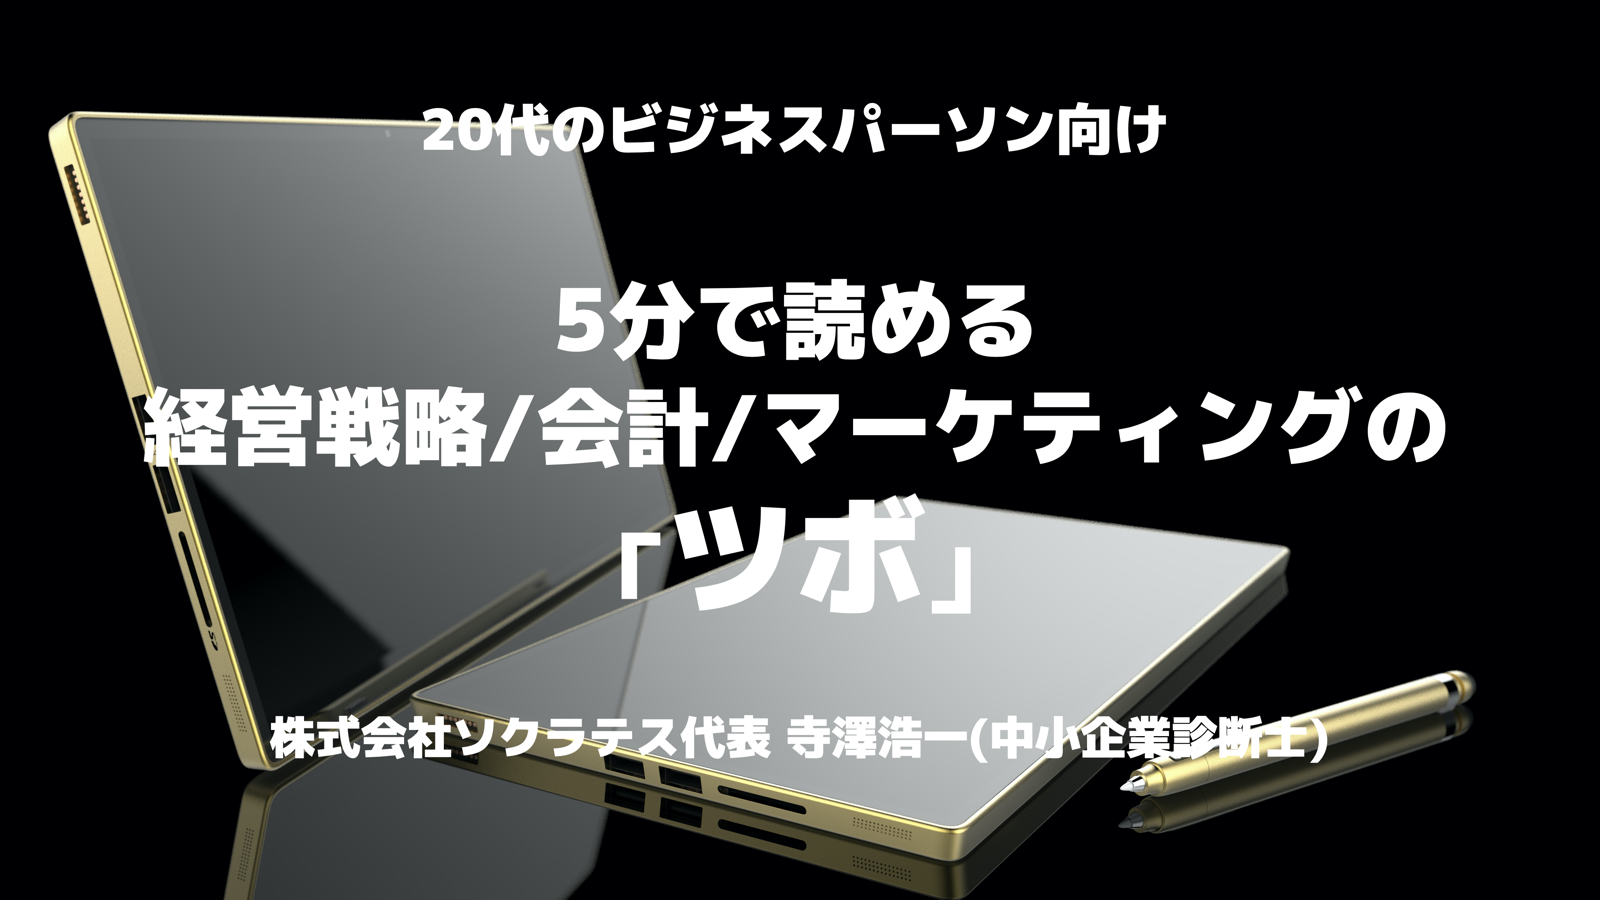 20代のビジネスパーソン向け
5分で読める
経営戦略/会計/マーケティングの
「ツボ」
株式会社ソクラテス代表 寺澤浩一(中小企業診断士)